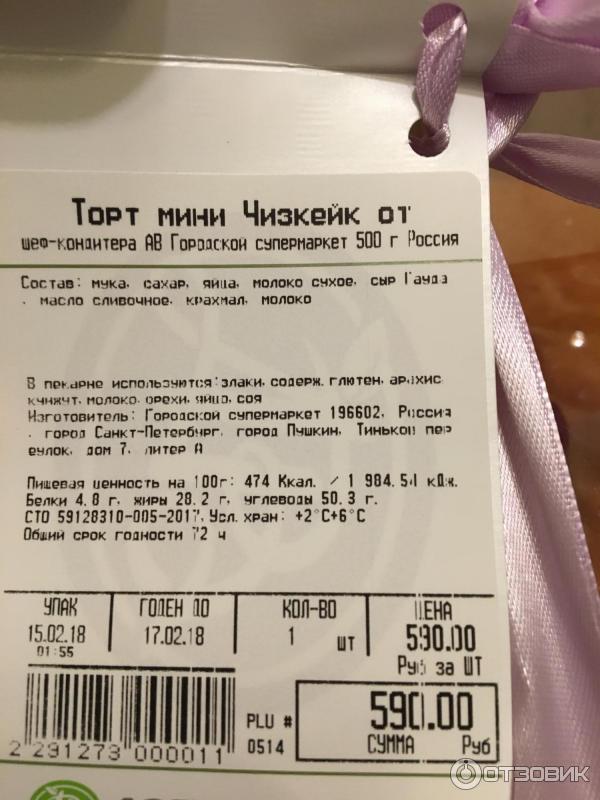 Торт мини Чизкейк от
шеф-кондитера АВ Городской супермаркет 500 г Россия
Состав: мука, сахар, яйца, молоко сухое, сыр Гауда
, масло сливочное, крахмал, молоко
В пекарне используются:злаки, содерж. глютен, арахис
кунжут, молоко, орехи, яйцо, соя
Изготовитель: Городской супермаркет 196602, Россия
, город Санкт-Петербург, город Пушкин, Тиньков пер
еулок, дом 7, литер А
Пищевая ценность на 100г: 474 Ккал. / 1 984.54 кДж.
Белки 4.8 г, жиры 28.2 г, углеводы 50.3 г.
СТО 59128310-005-2017,Усл.хран: +2°С+6°С
Общий срок годности 72 ч
УПАК ГОДЕН ДО КОЛ-ВО ЦЕНА
15.02.18 17.02.18 1 шт 590.00
01:55 Руб за ШТ
PLU # 590.00
2 291273 000011 0514 СУММА Руб
ОТЗОВИК